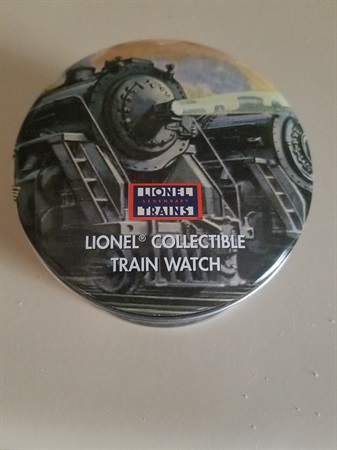 LIONEL
LEGENDARY
TRAINS
LIONEL® COLLECTIBLE
TRAIN WATCH